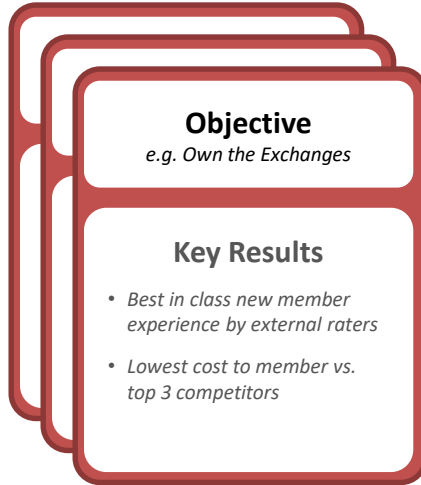 Objective
e.g. Own the Exchanges
Key Results
• Best in class new member
experience by external raters
• Lowest cost to member vs.
top 3 competitors